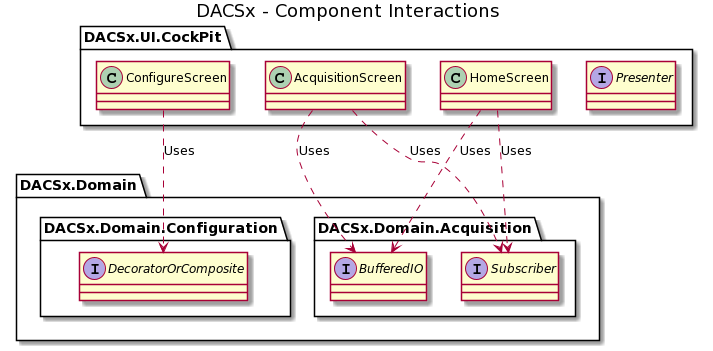 DACSx - Component Interactions
DACSx.UI.CockPit
C ConfigureScreen
C AcquisitionScreen
C HomeScreen
I Presenter
Uses
Uses
Uses
Uses
Uses
DACSx.Domain
DACSx.Domain.Configuration
DACSx.Domain.Acquisition
I DecoratorOrComposite
I BufferedIO
I Subscriber